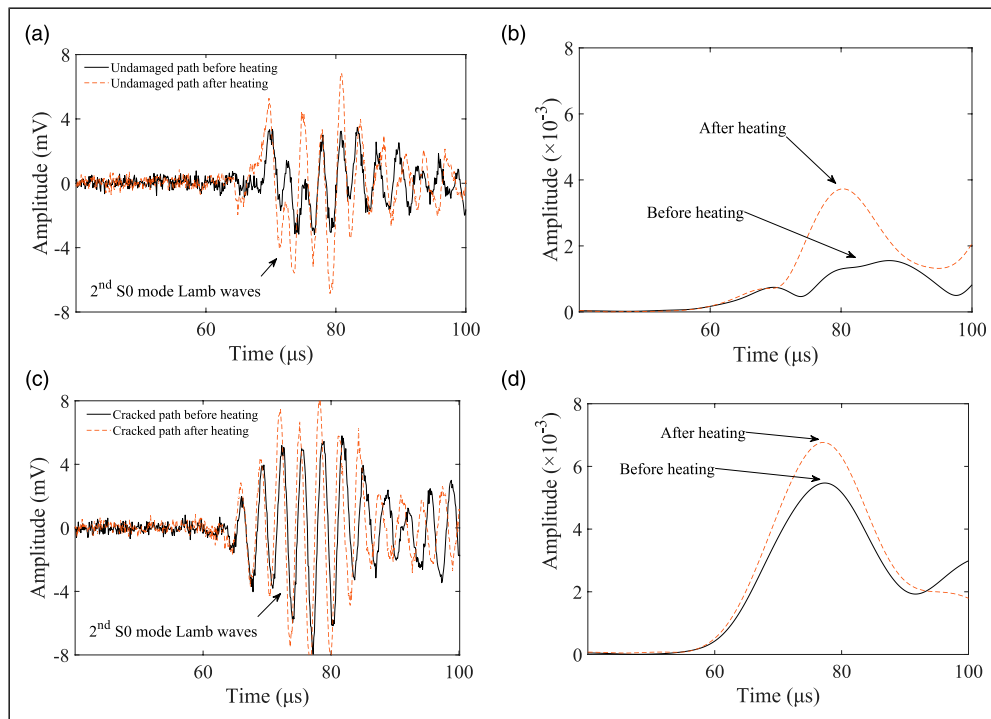 (a)
8
4
0
-4
-8
Amplitude (mV)
Undamaged path before heating
Undamaged path after heating
2nd S0 mode Lamb waves
60
80
100
Time (μs)
(b)
8
6
4
2
0
Amplitude (×10-3)
After heating
Before heating
60
80
100
Time (μs)
(c)
8
4
0
-4
-8
Amplitude (mV)
Cracked path before heating
Cracked path after heating
2nd S0 mode Lamb waves
60
80
100
Time (μs)
(d)
8
6
4
2
0
Amplitude (×10-3)
After heating
Before heating
60
80
100
Time (μs)